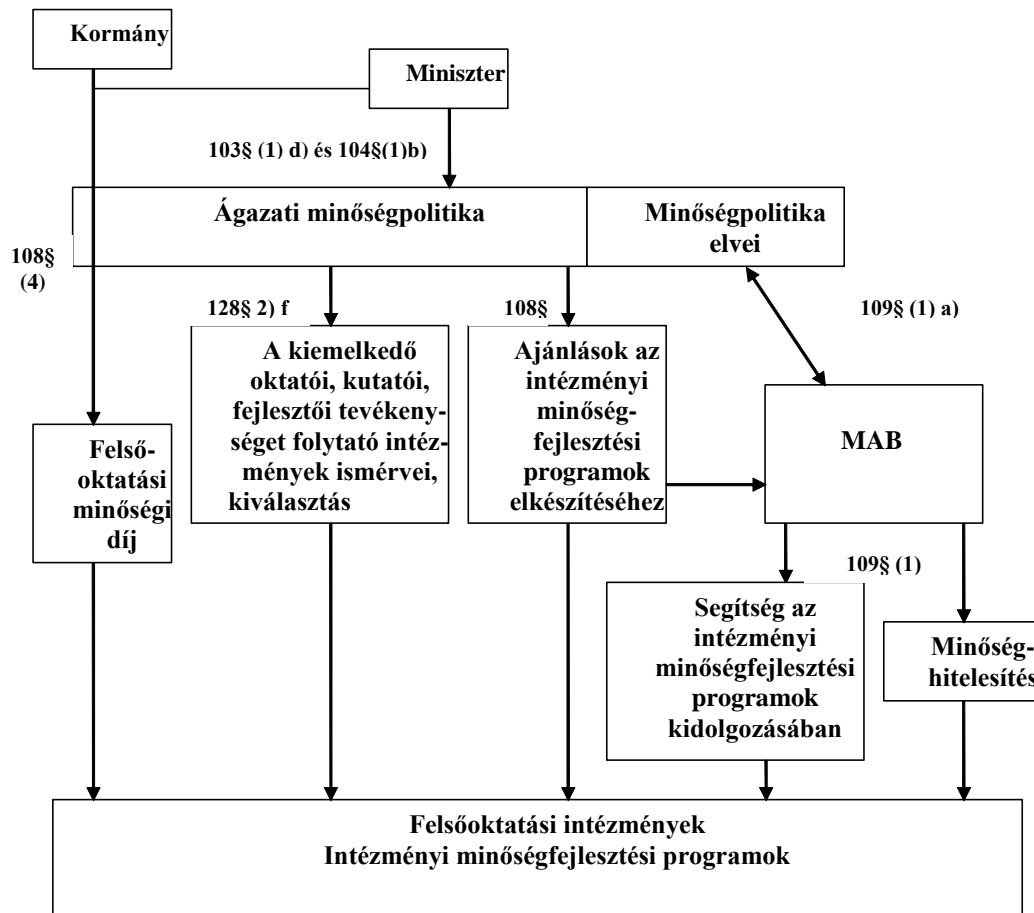 Kormány
Miniszter
103§ (1) d) és 104§(1)b)
Ágazati minőségpolitika
Minőségpolitika
elvei
108§
(4)
128§ 2) f
108§
109§ (1) a)
A kiemelkedő
oktatói, kutatói,
fejlesztői tevékeny-
séget folytató intéz-
mények ismérvei,
kiválasztás
Ajánlások az
intézményi
minőség-
fejlesztési
programok
elkészítéséhez
MAB
Felső-
oktatási
minőségi
díj
109§ (1)
Segítség az
intézményi
minőségfejlesztési
programok
kidolgozásában
Minőség-
hitelesítés
Felsőoktatási intézmények
Intézményi minőségfejlesztési programok